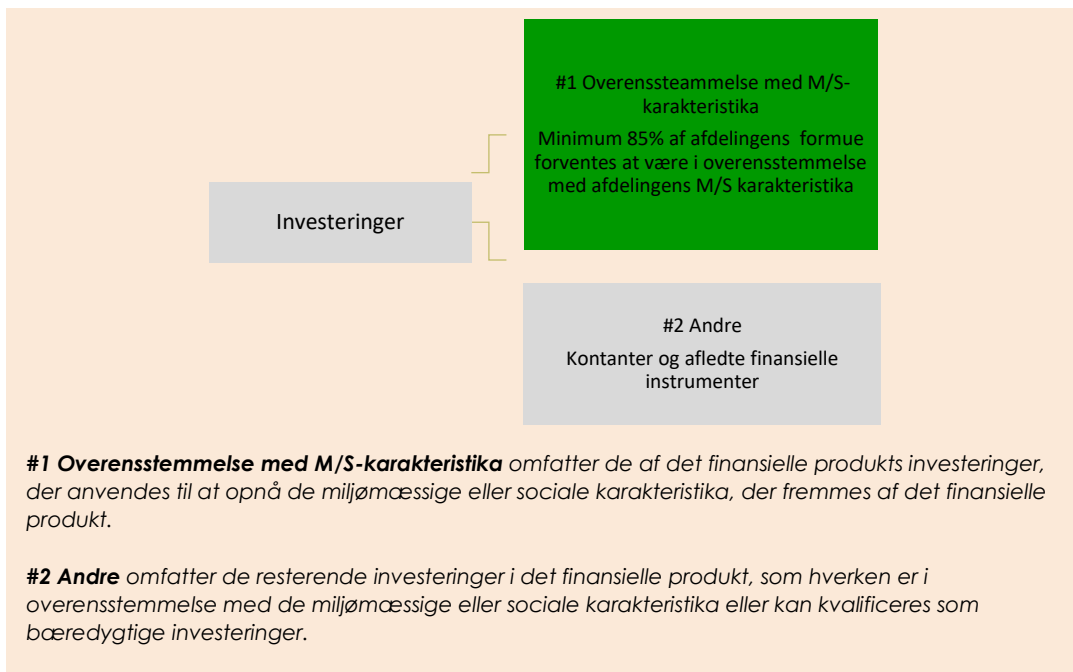 #1 Overenssteammelse med M/S-
karakteristika
Minimum 85% af afdelingens formue
forventes at være i overensstemmelse
med afdelingens M/S karakteristika
Investeringer
#2 Andre
Kontanter og afledte finansielle
instrumenter
#1 Overensstemmelse med M/S-karakteristika omfatter de af det finansielle produkts investeringer,
der anvendes til at opnå de miljømæssige eller sociale karakteristika, der fremmes af det finansielle
produkt.
#2 Andre omfatter de resterende investeringer i det finansielle produkt, som hverken er i
overensstemmelse med de miljømæssige eller sociale karakteristika eller kan kvalificeres som
bæredygtige investeringer.